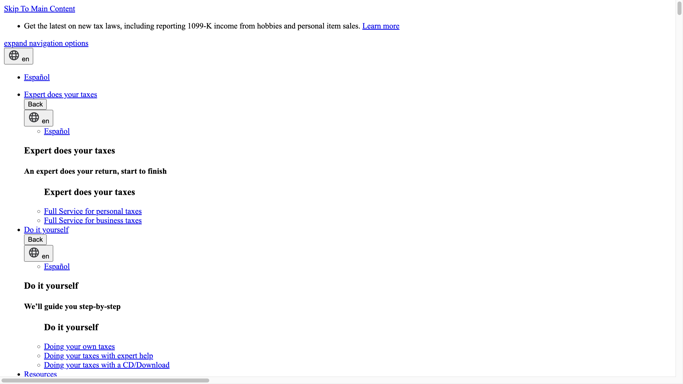 Skip To Main Content
Get the latest on new tax laws, including reporting 1099-K income from hobbies and personal item sales. Learn more
expand navigation options
en
Español
Expert does your taxes
Back
en
Español
Expert does your taxes
An expert does your return, start to finish
Expert does your taxes
Full Service for personal taxes
Full Service for business taxes
Do it yourself
Back
en
Español
Do it yourself
We'll guide you step-by-step
Do it yourself
Doing your own taxes
Doing your taxes with expert help
Doing your taxes with a CD/Download
Resources